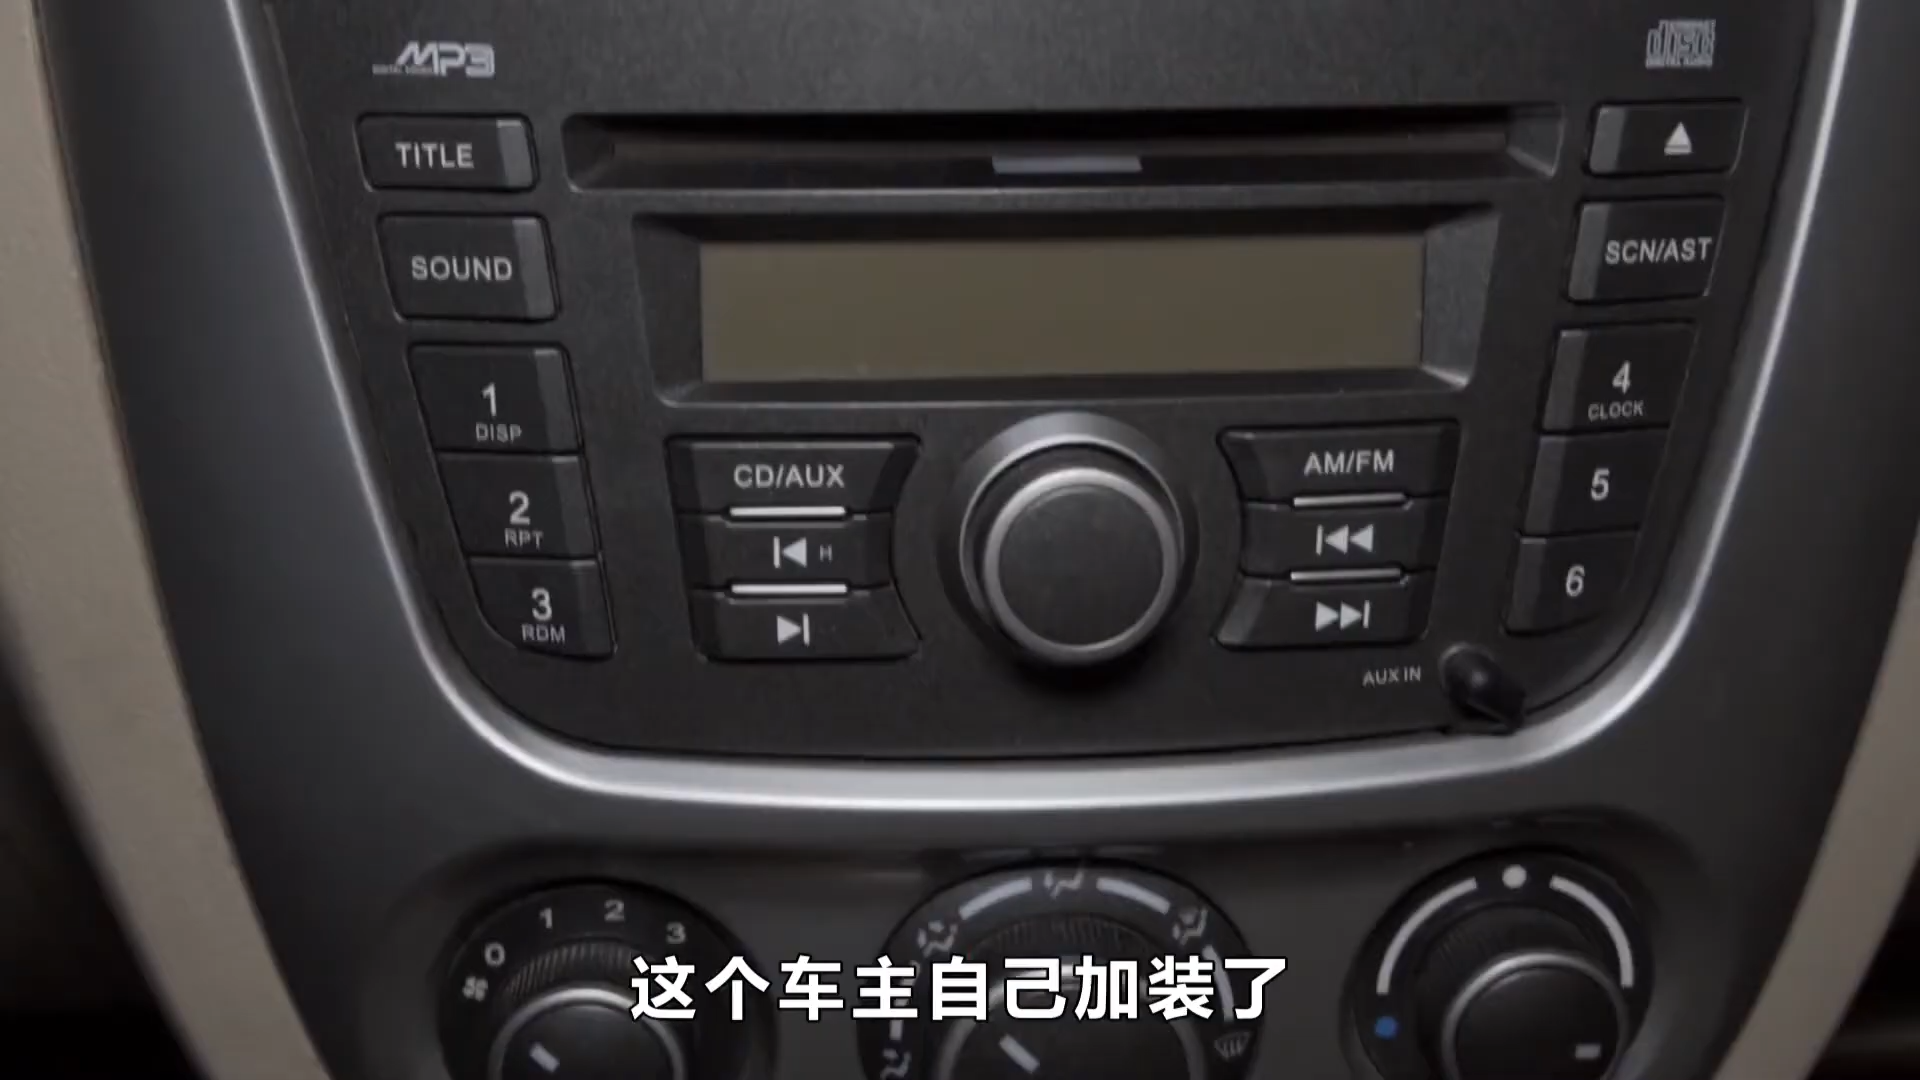 MP3
disc
TITLE
SOUND
SCN/AST
1
DISP
4
CLOCK
CD/AUX
AM/FM
2
RPT
5
H
3
RDM
6
AUX IN
0 1 2 3
这个车主自己加装了